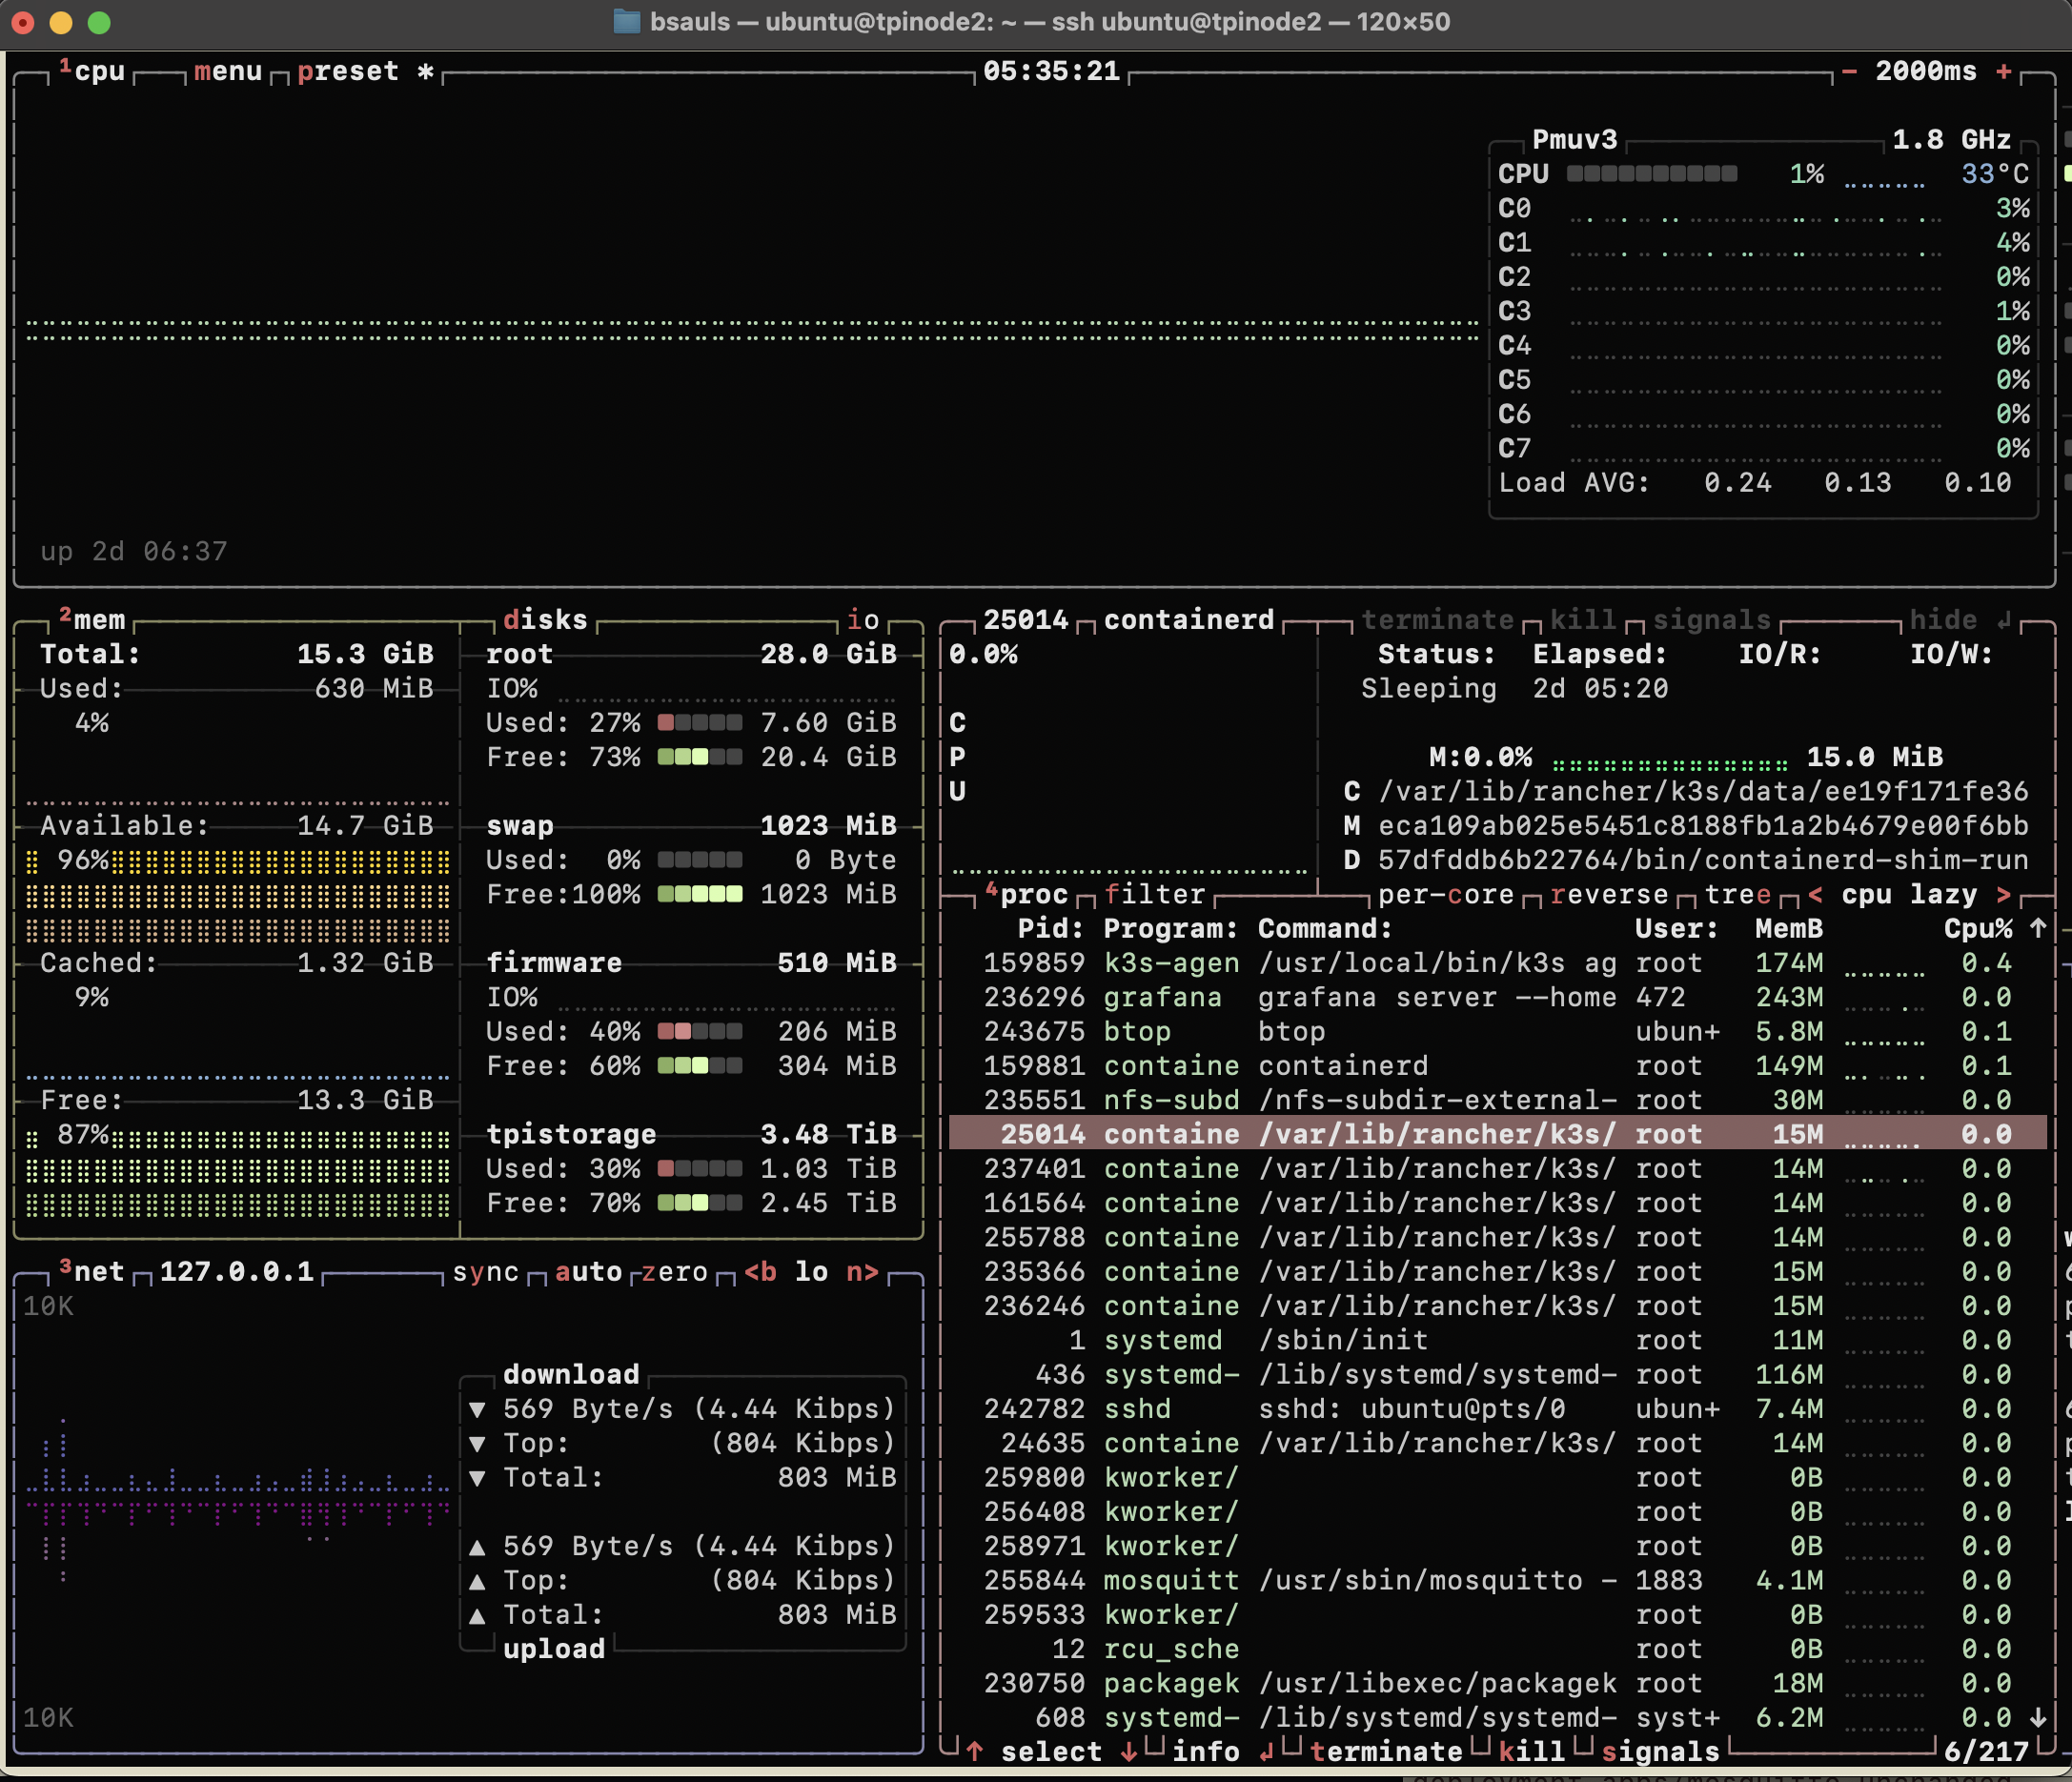 bsauls — ubuntu@tpinode2: ~ — ssh ubuntu@tpinode2 — 120×50
¹cpu menu preset * 05:35:21 - 2000ms +
Pmuv3 1.8 GHz
CPU 1% 33°C
C0 3%
C1 4%
C2 0%
C3 1%
C4 0%
C5 0%
C6 0%
C7 0%
Load AVG: 0.24 0.13 0.10
up 2d 06:37
²mem
Total: 15.3 GiB
Used: 630 MiB
4%
Available: 14.7 GiB
96%
Cached: 1.32 GiB
9%
Free: 13.3 GiB
87%
disks io
root 28.0 GiB
IO%
Used: 27% 7.60 GiB
Free: 73% 20.4 GiB
swap 1023 MiB
Used: 0% 0 Byte
Free:100% 1023 MiB
firmware 510 MiB
IO%
Used: 40% 206 MiB
Free: 60% 304 MiB
tpistorage 3.48 TiB
Used: 30% 1.03 TiB
Free: 70% 2.45 TiB
³net 127.0.0.1 sync auto zero <b lo n>
10K
download
▼ 569 Byte/s (4.44 Kibps)
▼ Top: (804 Kibps)
▼ Total: 803 MiB
▲ 569 Byte/s (4.44 Kibps)
▲ Top: (804 Kibps)
▲ Total: 803 MiB
upload
10K
25014 containerd terminate kill signals hide ↲
0.0% Status: Elapsed: IO/R: IO/W:
Sleeping 2d 05:20
C
P M:0.0% 15.0 MiB
U C /var/lib/rancher/k3s/data/ee19f171fe36
M eca109ab025e5451c8188fb1a2b4679e00f6bb
D 57dfddb6b22764/bin/containerd-shim-run
⁴proc filter per-core reverse tree < cpu lazy >
Pid: Program: Command: User: MemB Cpu% ↑
159859 k3s-agen /usr/local/bin/k3s ag root 174M 0.4
236296 grafana grafana server --home 472 243M 0.0
243675 btop btop ubun+ 5.8M 0.1
159881 containe containerd root 149M 0.1
235551 nfs-subd /nfs-subdir-external- root 30M 0.0
25014 containe /var/lib/rancher/k3s/ root 15M 0.0
237401 containe /var/lib/rancher/k3s/ root 14M 0.0
161564 containe /var/lib/rancher/k3s/ root 14M 0.0
255788 containe /var/lib/rancher/k3s/ root 14M 0.0
235366 containe /var/lib/rancher/k3s/ root 15M 0.0
236246 containe /var/lib/rancher/k3s/ root 15M 0.0
1 systemd /sbin/init root 11M 0.0
436 systemd- /lib/systemd/systemd- root 116M 0.0
242782 sshd sshd: ubuntu@pts/0 ubun+ 7.4M 0.0
24635 containe /var/lib/rancher/k3s/ root 14M 0.0
259800 kworker/ root 0B 0.0
256408 kworker/ root 0B 0.0
258971 kworker/ root 0B 0.0
255844 mosquitt /usr/sbin/mosquitto - 1883 4.1M 0.0
259533 kworker/ root 0B 0.0
12 rcu_sche root 0B 0.0
230750 packagek /usr/libexec/packagek root 18M 0.0
608 systemd- /lib/systemd/systemd- syst+ 6.2M 0.0 ↓
↑ select ↓ info ↲ terminate kill signals 6/217